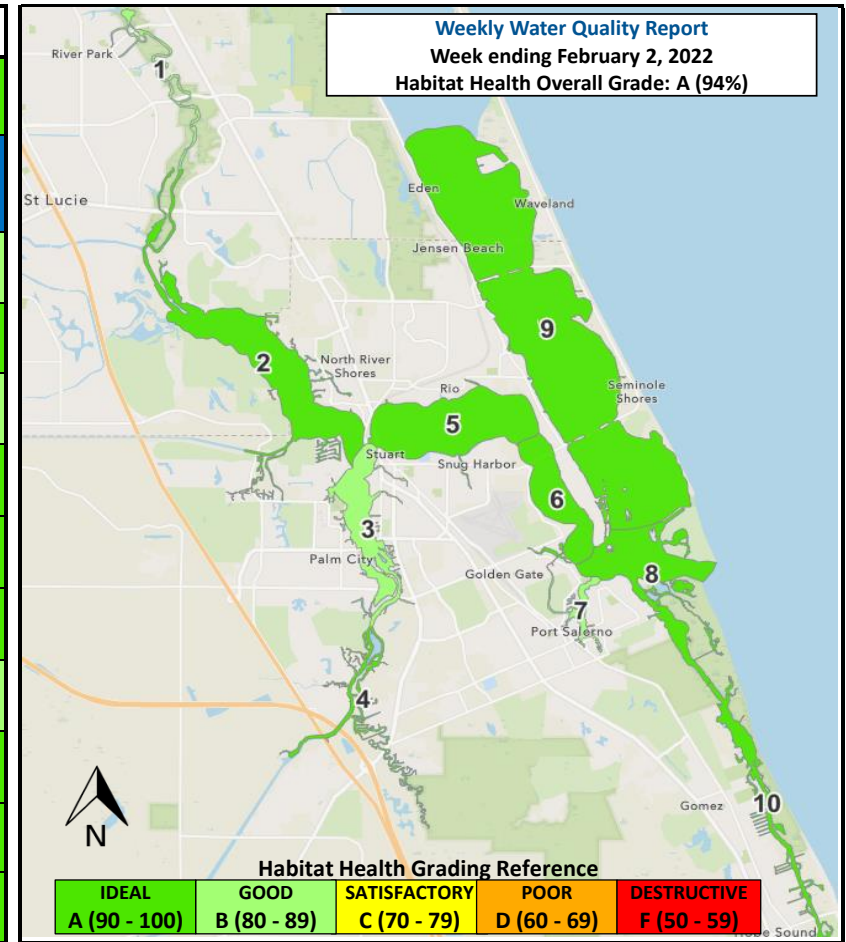 Weekly Water Quality Report
Week ending February 2, 2022
Habitat Health Overall Grade: A (94%)
River Park
1
St Lucie
Eden
Waveland
Jensen Beach
9
2
North River
Shores
Rio
Seminole
Shores
5
Stuart
Snug Harbor
6
3
Palm City
Golden Gate
8
7
Port Salerno
4
Gomez
10
N
Habitat Health Grading Reference
IDEAL
A (90 - 100)
GOOD
B (80 - 89)
SATISFACTORY
C (70 - 79)
POOR
D (60 - 69)
DESTRUCTIVE
F (50 - 59)
Hobe Sound